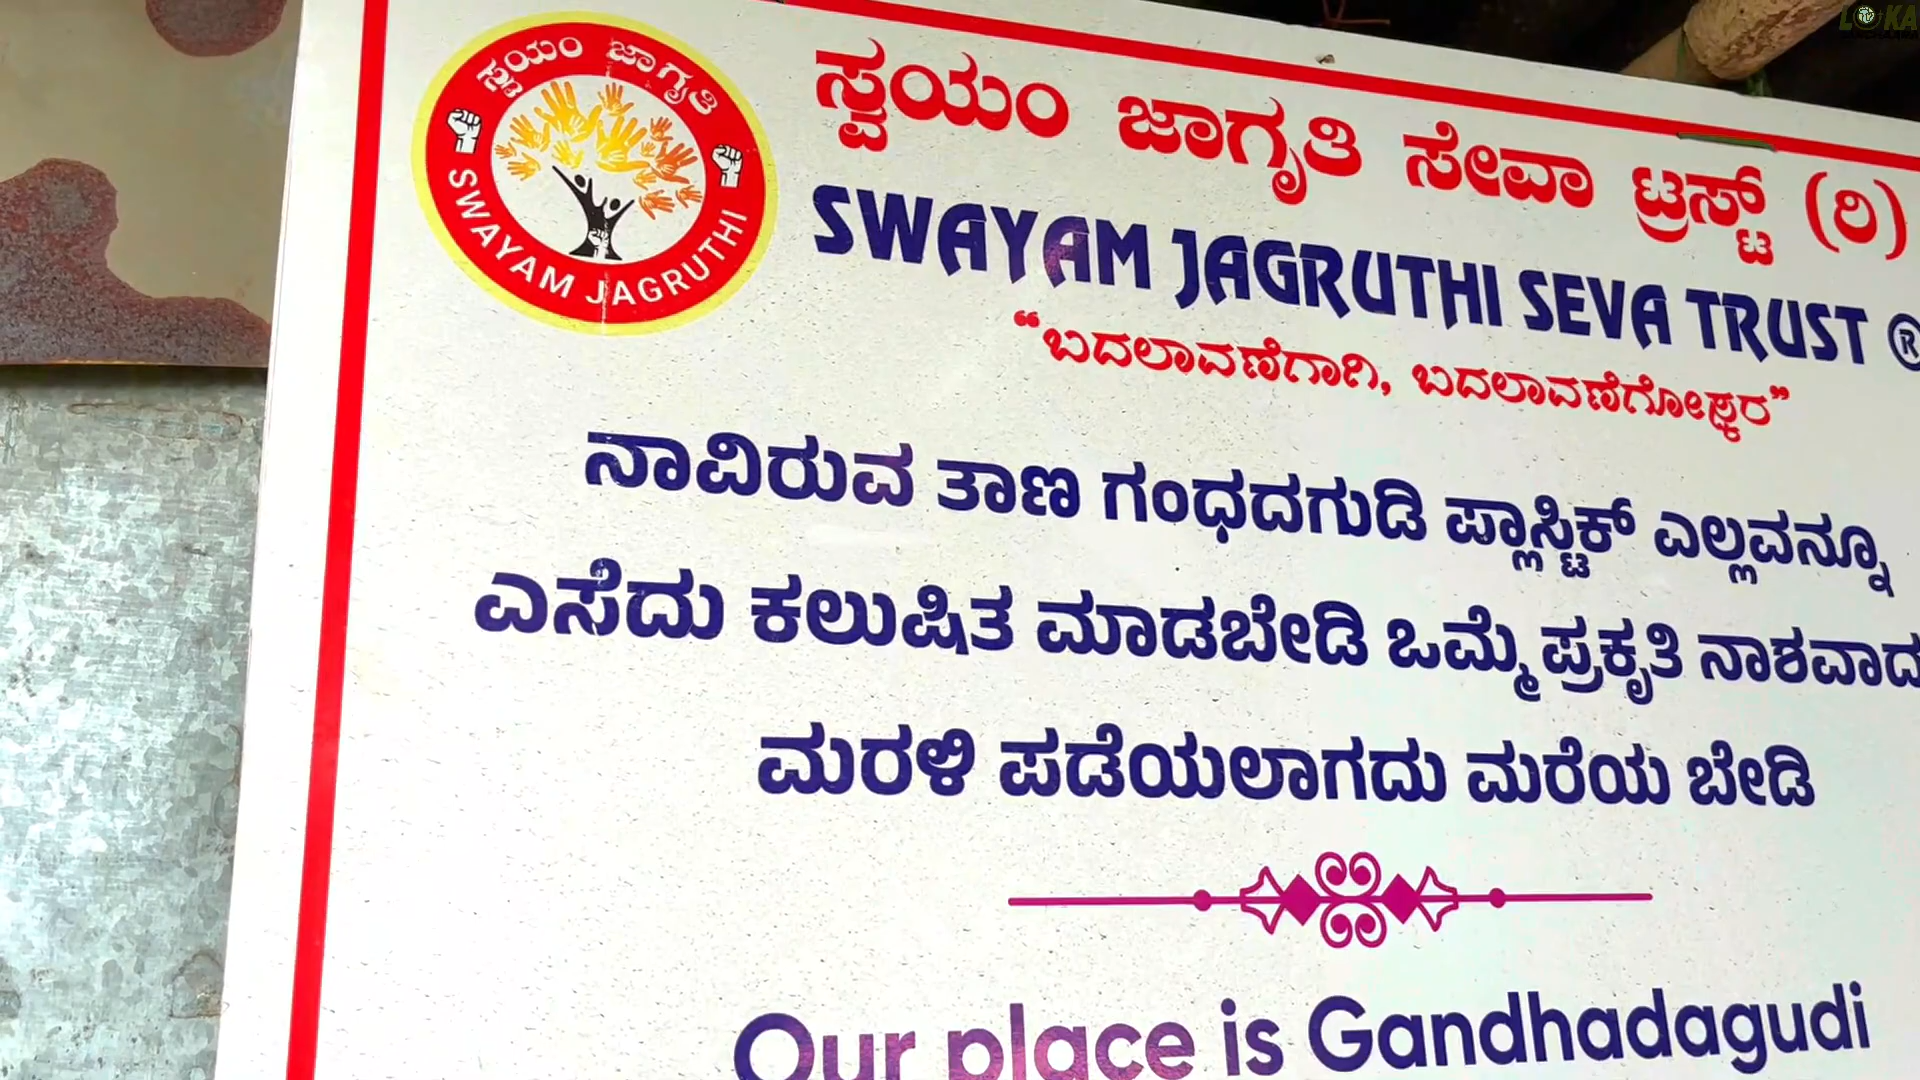 ಸ್ವಯಂ ಜಾಗೃತಿ
SWAYAM JAGRUTHI
ಸ್ವಯಂ ಜಾಗೃತಿ ಸೇವಾ ಟ್ರಸ್ಟ್ (ರಿ)
SWAYAM JAGRUTHI SEVA TRUST ®
“ಬದಲಾವಣೆಗಾಗಿ, ಬದಲಾವಣೆಗೋಸ್ಕರ”
ನಾವಿರುವ ತಾಣ ಗಂಧದಗುಡಿ ಪ್ಲಾಸ್ಟಿಕ್ ಎಲ್ಲವನ್ನೂ
ಎಸೆದು ಕಲುಷಿತ ಮಾಡಬೇಡಿ ಒಮ್ಮೆ ಪ್ರಕೃತಿ ನಾಶವಾದ
ಮರಳಿ ಪಡೆಯಲಾಗದು ಮರೆಯ ಬೇಡಿ
Our place is Gandhadagudi
LOKA